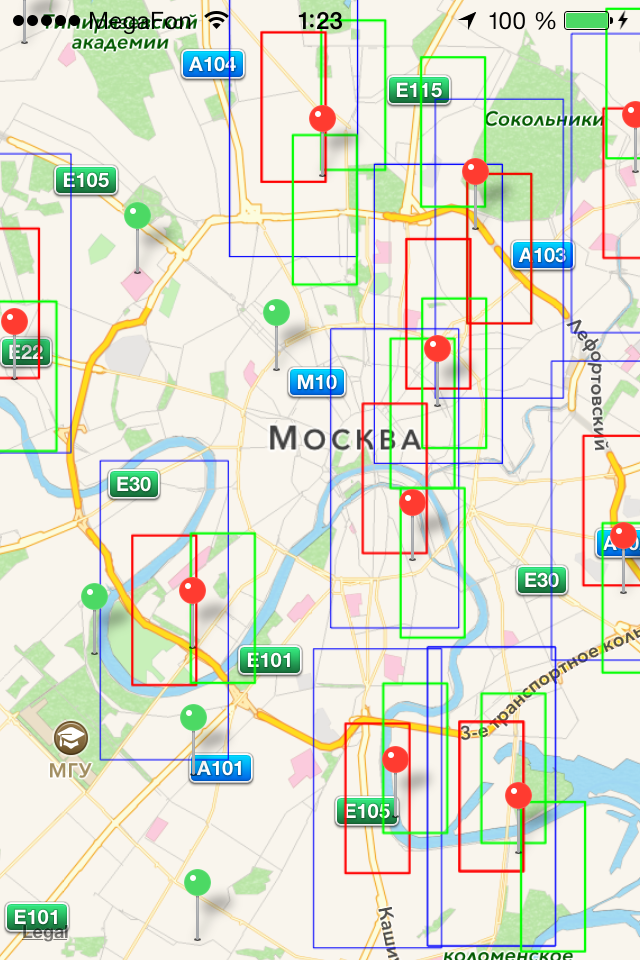 MegaFon 1:23 100 %
Тимирязевской
академии
A104
E115
Сокольники
E105
A103
E22
Лефортовский
M10
МОСКВА
E30
E30
E101
3-е транспортное коль
МГУ
A101
E105
E101
Legal
Каши
коломенское